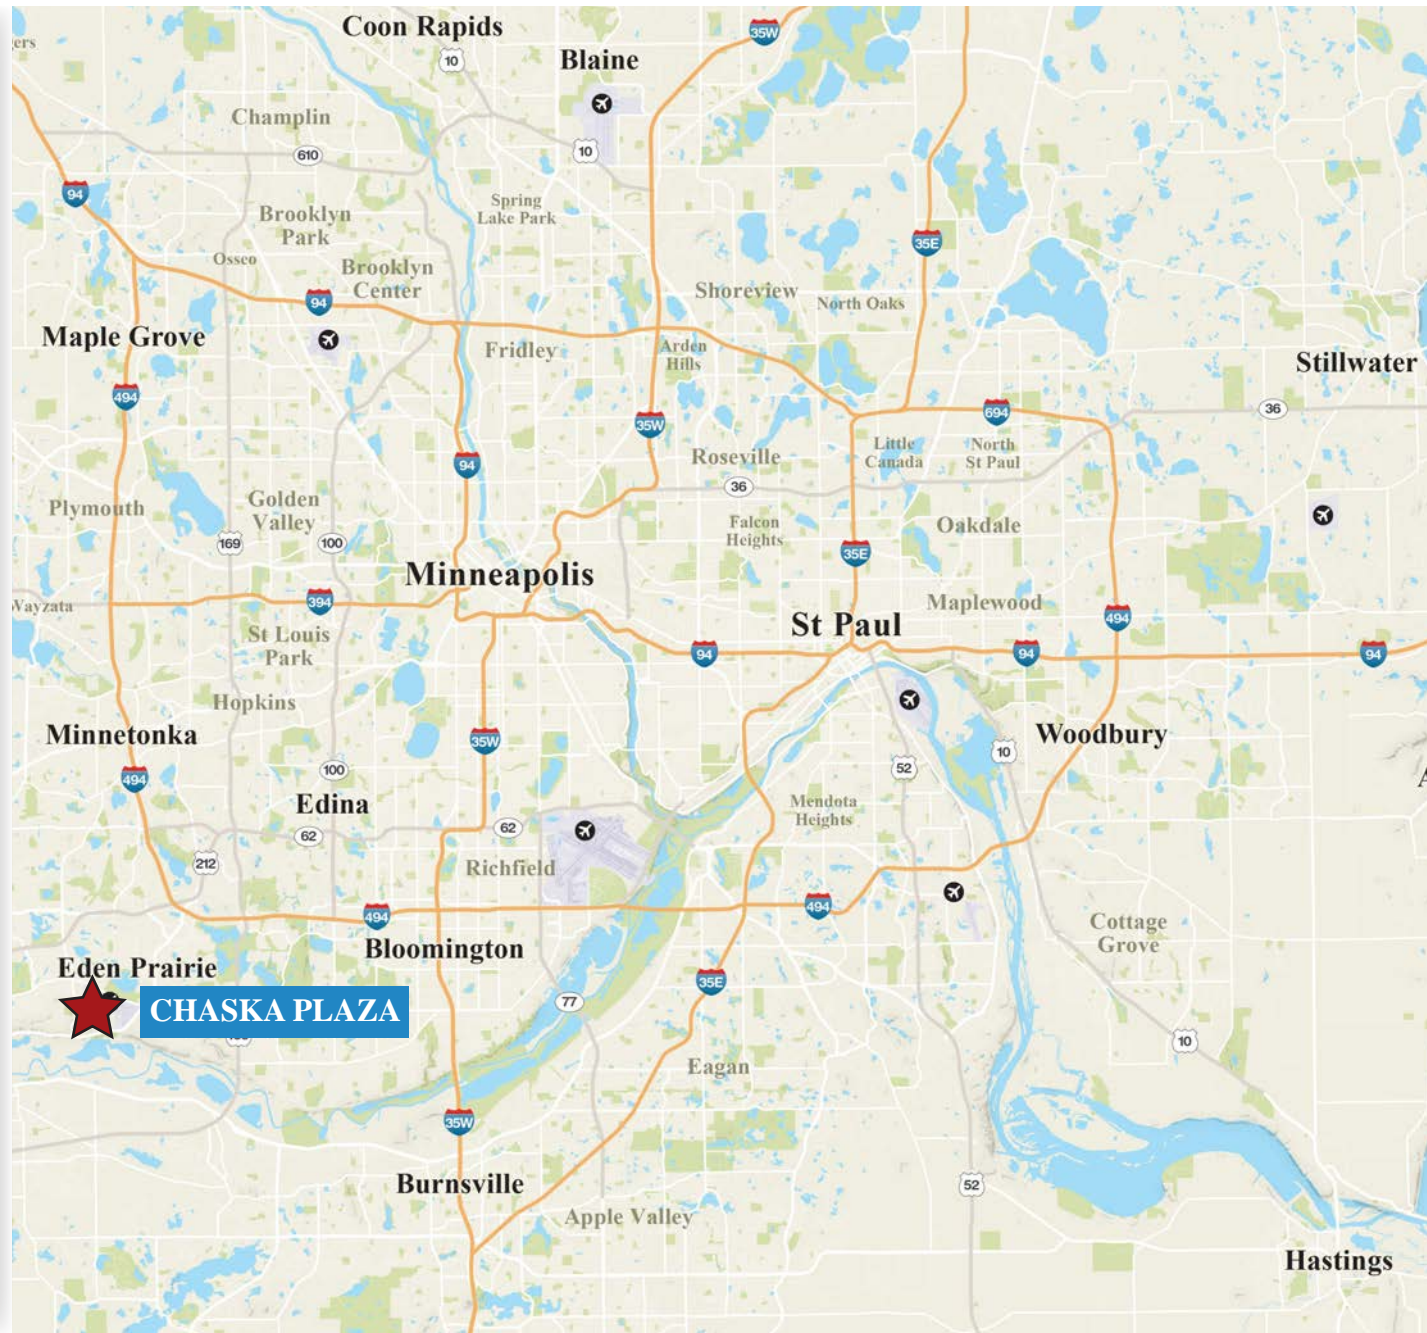 Coon Rapids
35W
10
Blaine
ers
Champlin
10
610
94
Spring
Lake Park
Brooklyn
Park
35E
Osseo
Brooklyn
Center
Shoreview
94
North Oaks
Maple Grove
Fridley
Arden
Hills
Stillwater
494
694
36
35W
Little
Canada
North
St Paul
94
Roseville
36
Plymouth
Golden
Valley
Falcon
Heights
Oakdale
169
100
35E
Minneapolis
394
Wayzata
Maplewood
494
St Paul
St Louis
Park
94
94
94
Hopkins
Minnetonka
35W
Woodbury
10
494
100
52
Edina
Mendota
Heights
62
62
212
Richfield
494
494
Cottage
Grove
Bloomington
Eden Prairie
35E
77
CHASKA PLAZA
10
Eagan
35W
Burnsville
52
Apple Valley
Hastings